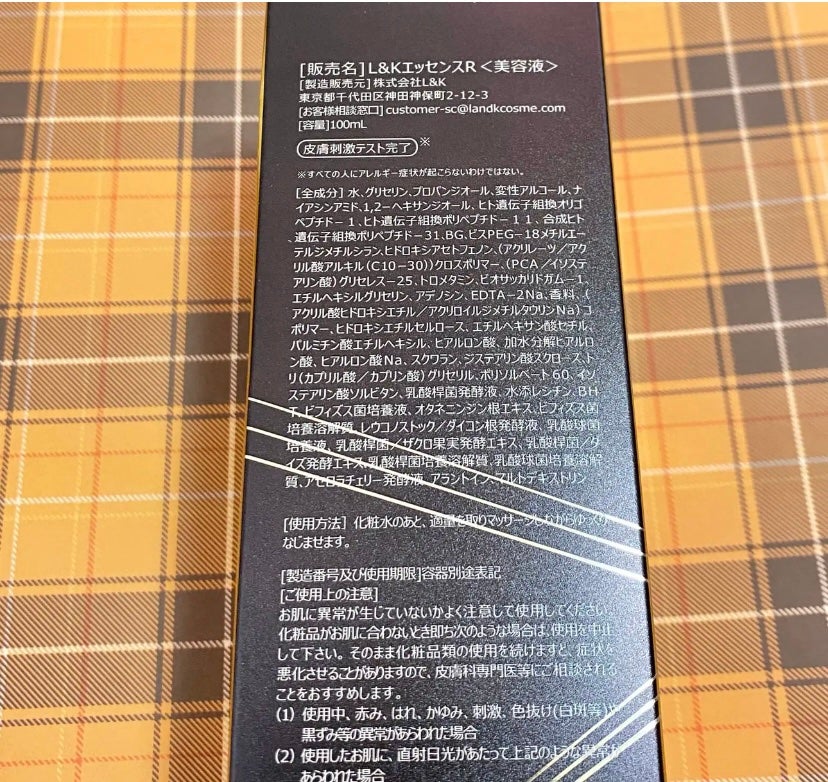 [販売名]L&KエッセンスR<美容液>
[製造販売元]株式会社L&K
東京都千代田区神田神保町2-12-3
[お客様相談窓口]customer-sc@landkcosme.com
[容量]100mL
皮膚刺激テスト完了※
※すべての人にアレルギー症状が起こらないわけではない。
[全成分] 水、グリセリン、プロパンジオール、変性アルコール、ナ
イアシンアミド、1,2-ヘキサンジオール、ヒト遺伝子組換オリゴ
ペプチド-1、ヒト遺伝子組換ポリペプチド-11、合成ヒト
遺伝子組換ポリペプチド-31、BG、ビスPEG-18メチルエー
テルジメチルシラン、ヒドロキシアセトフェノン、(アクリレーツ/アク
リル酸アルキル(C10-30))クロスポリマー、(PCA/イソステ
アリン酸)グリセレス-25、トロメタミン、ビオサッカリドガム-1、
エチルヘキシルグリセリン、アデノシン、EDTA-2Na、香料、(
アクリル酸ヒドロキシエチル/アクリロイルジメチルタウリンNa)コ
ポリマー、ヒドロキシエチルセルロース、エチルヘキサン酸セチル、
パルミチン酸エチルヘキシル、ヒアルロン酸、加水分解ヒアルロ
ン酸、ヒアルロン酸Na、スクワラン、ジステアリン酸スクロース、ト
リ(カプリル酸/カプリン酸)グリセリル、ポリソルベート60、イソ
ステアリン酸ソルビタン、乳酸桿菌発酵液、水添レシチン、BH
T、ビフィズス菌培養液、オタネニンジン根エキス、ビフィズス菌
培養溶解質、レウコノストック/ダイコン根発酵液、乳酸球菌
培養液、乳酸桿菌/ザクロ果実発酵エキス、乳酸桿菌/ダ
イズ発酵エキス、乳酸桿菌培養溶解質、乳酸球菌培養溶解
質、アセロラチェリー発酵液、アラントイン、マルトデキストリン
[使用方法] 化粧水のあと、適量を取りマッサージしながらゆっくり
なじませます。
[製造番号及び使用期限]容器別途表記
[ご使用上の注意]
お肌に異常が生じていないかよく注意して使用してください。
化粧品がお肌に合わないとき即ち次のような場合は、使用を中止
して下さい。そのまま化粧品類の使用を続けますと、症状を
悪化させることがありますので、皮膚科専門医等にご相談される
ことをおすすめします。
(1) 使用中、赤み、はれ、かゆみ、刺激、色抜け(白斑等)や
黒ずみ等の異常があらわれた場合
(2) 使用したお肌に、直射日光があたって上記のような異常が
あらわれた場合